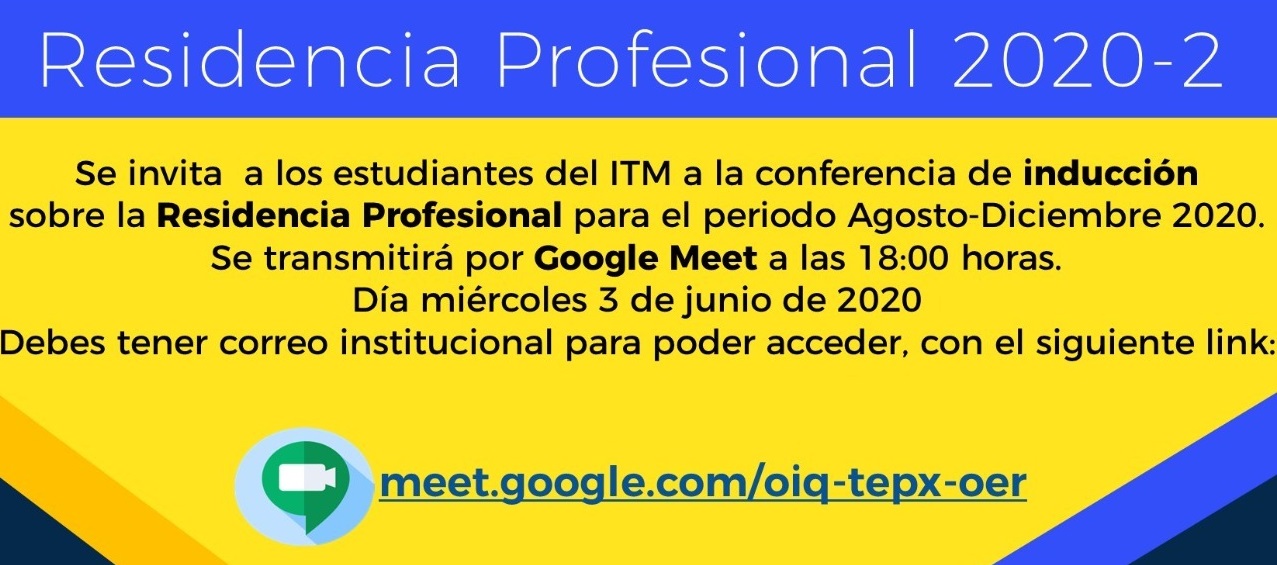 Residencia Profesional 2020-2
Se invita a los estudiantes del ITM a la conferencia de inducción
sobre la Residencia Profesional para el periodo Agosto-Diciembre 2020.
Se transmitirá por Google Meet a las 18:00 horas.
Día miércoles 3 de junio de 2020
Debes tener correo institucional para poder acceder, con el siguiente link:
meet.google.com/oiq-tepx-oer